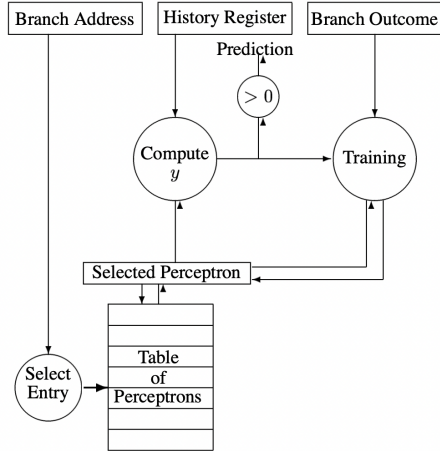 Branch Address
History Register
Branch Outcome
Prediction
> 0
Compute
y
Training
Selected Perceptron
Table
of
Perceptrons
Select
Entry